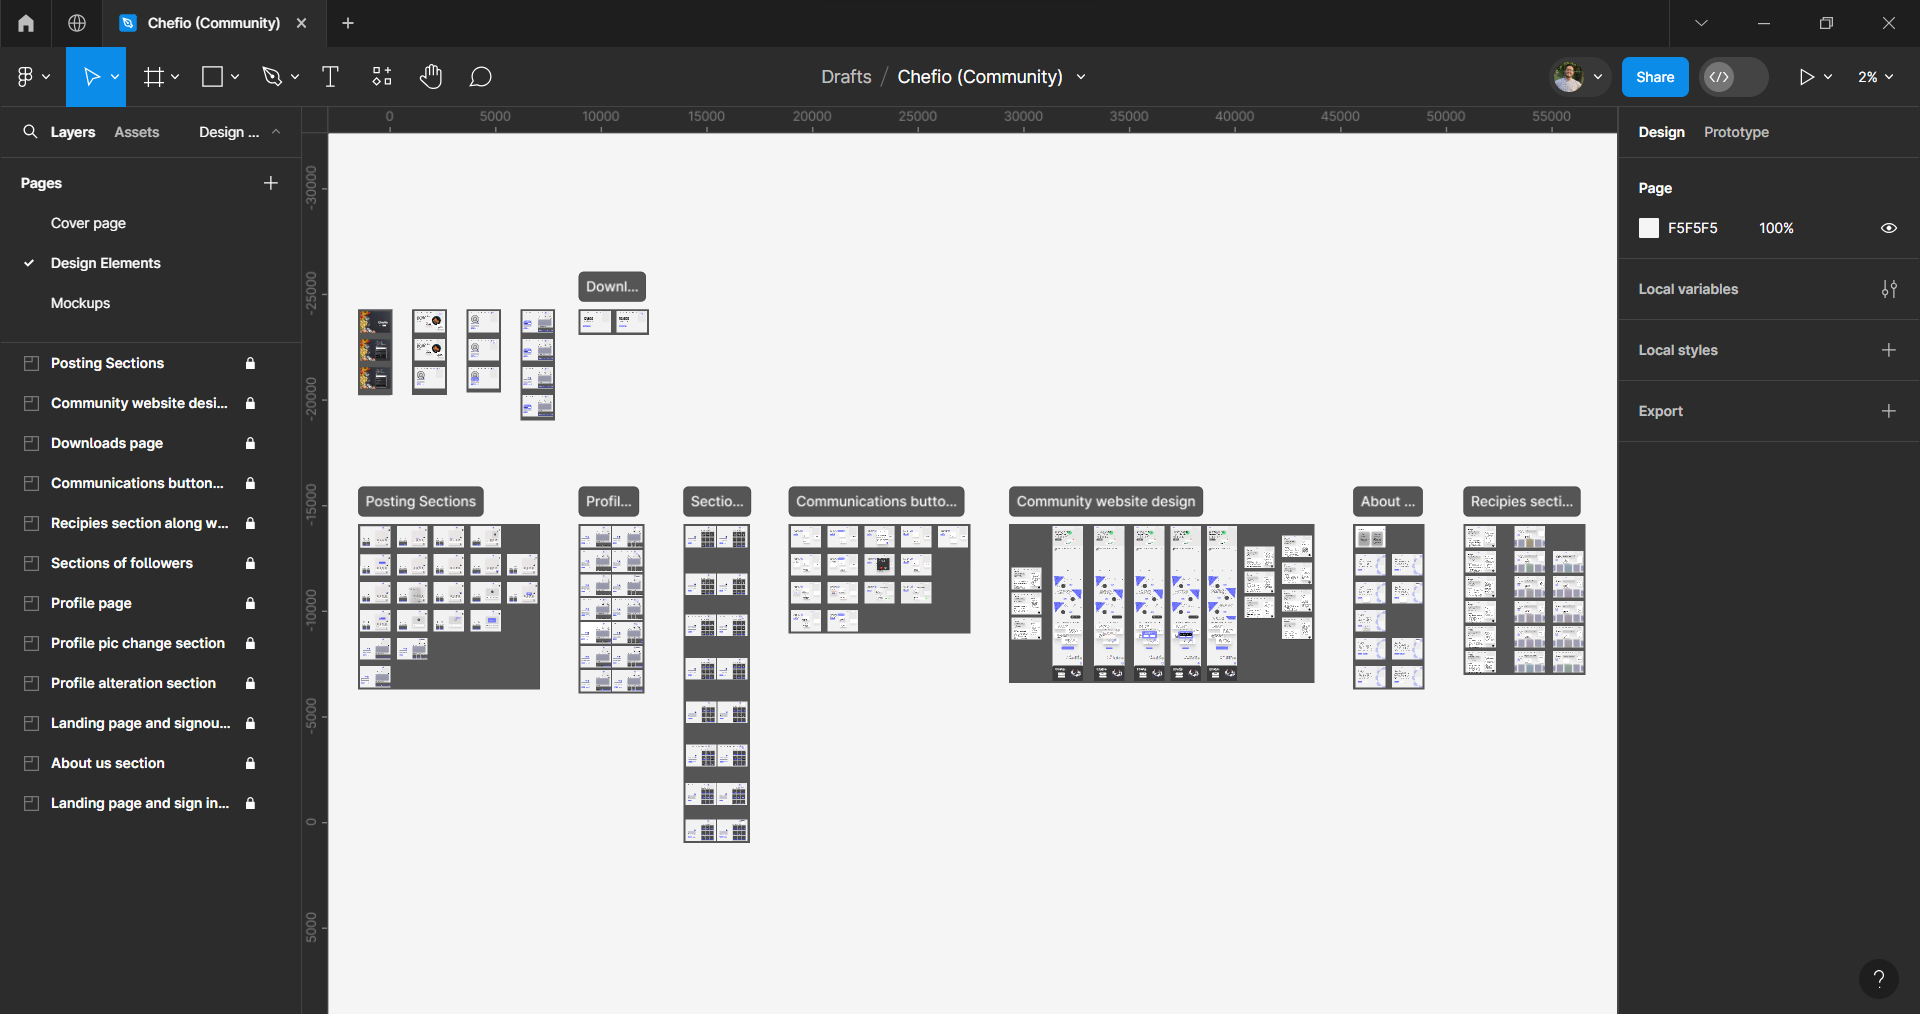 Chefio (Community)
Drafts / Chefio (Community)
Share
2%
Layers
Assets
Design ...
Pages
Cover page
Design Elements
Mockups
Posting Sections
Community website desi...
Downloads page
Communications button...
Recipies section along w...
Sections of followers
Profile page
Profile pic change section
Profile alteration section
Landing page and signou...
About us section
Landing page and sign in...
0 5000 10000 15000 20000 25000 30000 35000 40000 45000 50000 55000
-30000
-25000
-20000
-15000
-10000
-5000
0
5000
Downl...
Posting Sections
Profil...
Sectio...
Communications butto...
Community website design
About ...
Recipies secti...
Design
Prototype
Page
F5F5F5
100%
Local variables
Local styles
Export
?